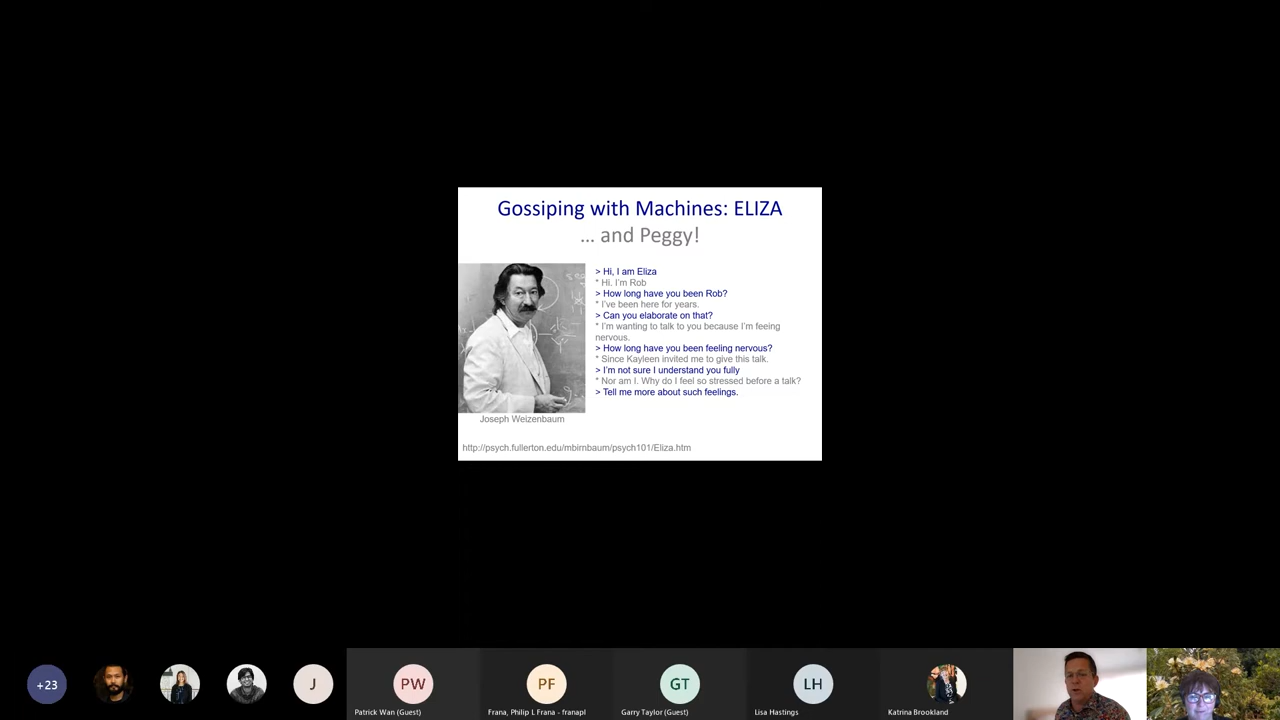 Gossiping with Machines: ELIZA
... and Peggy!
> Hi, I am Eliza
* Hi. I'm Rob
> How long have you been Rob?
* I've been here for years.
> Can you elaborate on that?
* I'm wanting to talk to you because I'm feeing
nervous.
> How long have you been feeling nervous?
* Since Kayleen invited me to give this talk.
> I'm not sure I understand you fully
* Nor am I. Why do I feel so stressed before a talk?
> Tell me more about such feelings.
Joseph Weizenbaum
http://psych.fullerton.edu/mbirnbaum/psych101/Eliza.htm
+23
J
PW
PF
GT
LH
Patrick Wan (Guest)
Frana, Philip L Frana - franapl
Garry Taylor (Guest)
Lisa Hastings
Katrina Brookland